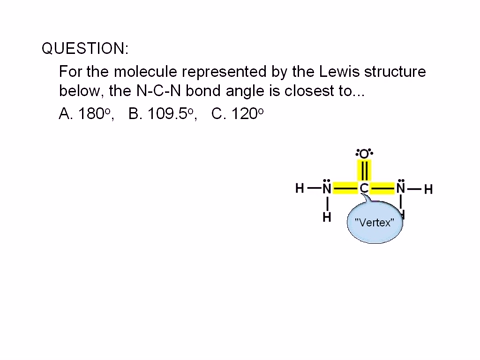 QUESTION:
For the molecule represented by the Lewis structure
below, the N-C-N bond angle is closest to...
A. 180º, B. 109.5º, C. 120º
O
H N C N H
H H
"Vertex"